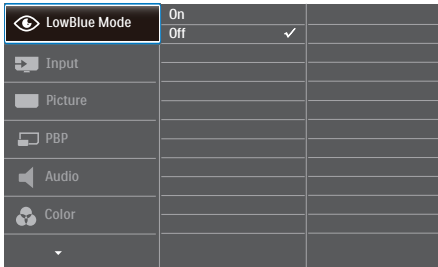 LowBlue Mode
On
Off
Input
Picture
PBP
Audio
Color